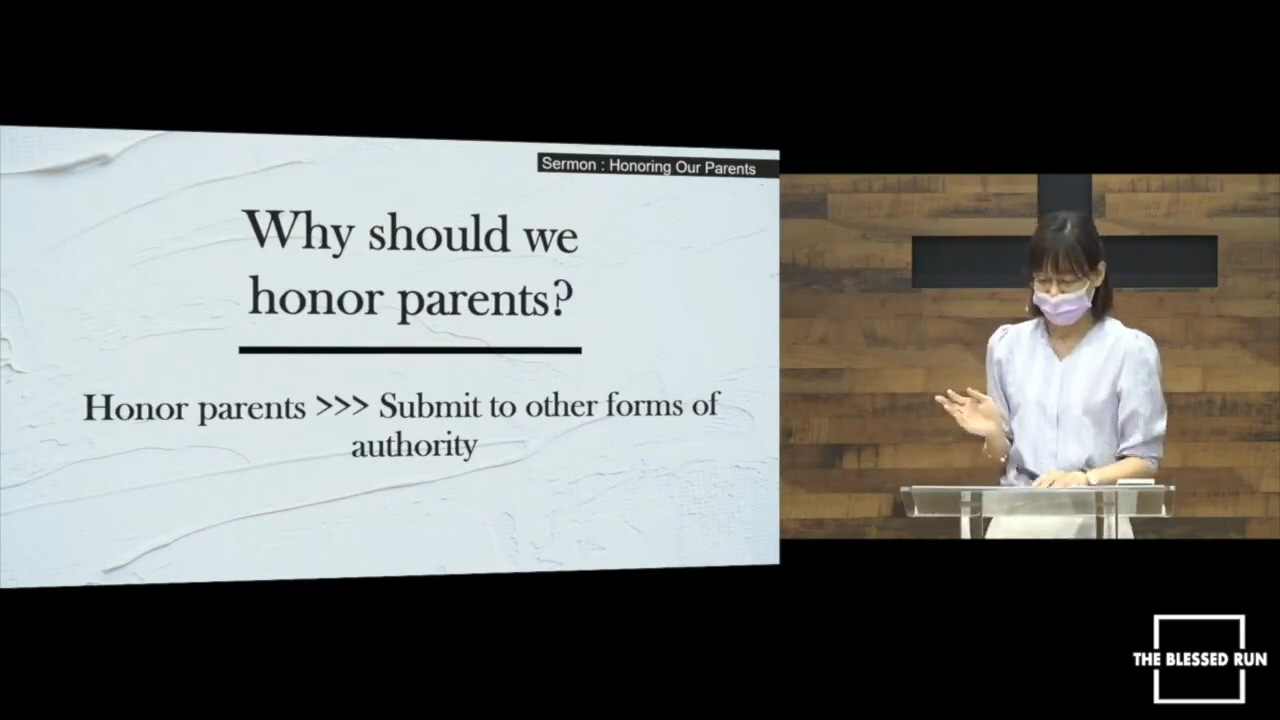 Sermon : Honoring Our Parents
Why should we
honor parents?
Honor parents >>> Submit to other forms of
authority
THE BLESSED RUN